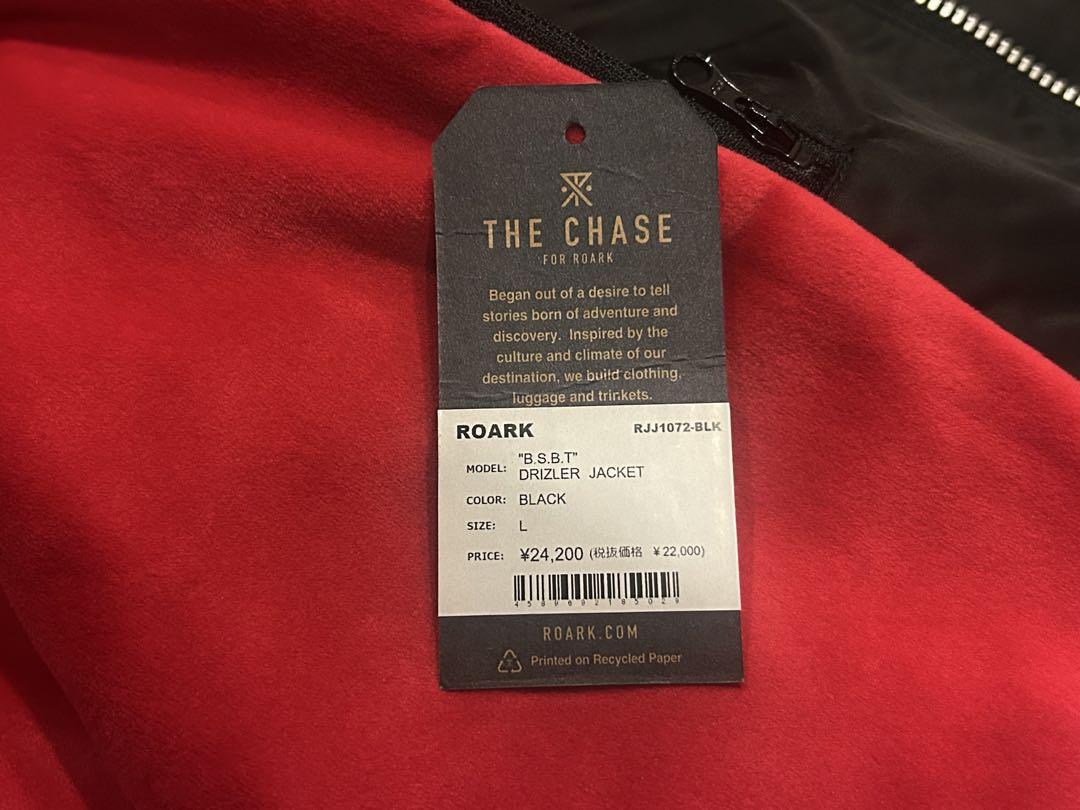 THE CHASE
FOR ROARK
Began out of a desire to tell
stories born of adventure and
discovery. Inspired by the
culture and climate of our
destination, we build clothing,
luggage and trinkets.
ROARK RJJ1072-BLK
MODEL: "B.S.B.T"
DRIZLER JACKET
COLOR: BLACK
SIZE: L
PRICE: ¥24,200 (税抜価格 ¥22,000)
4589692185029
ROARK.COM
Printed on Recycled Paper